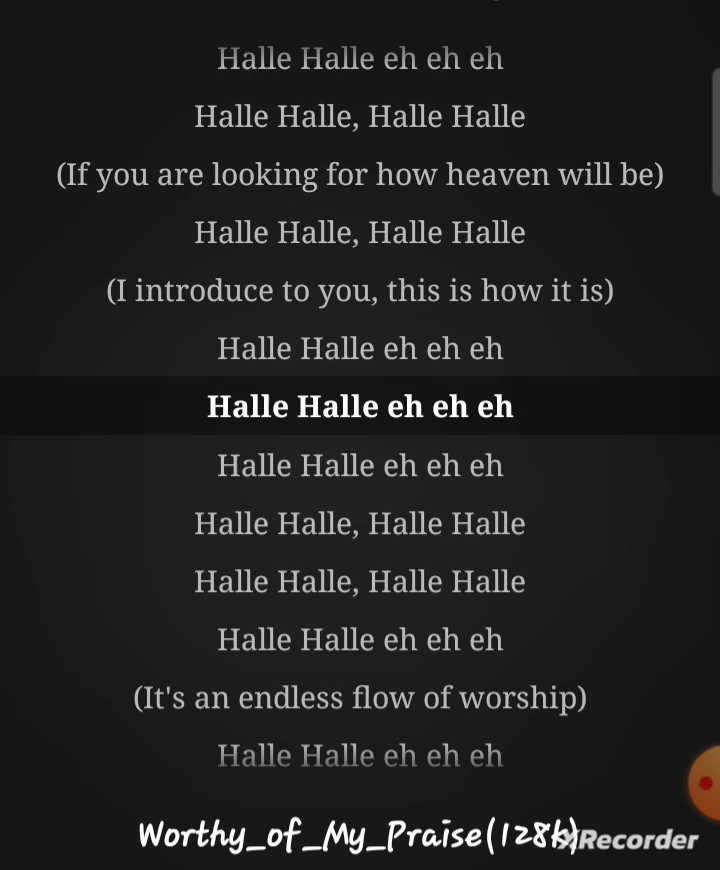 Halle Halle eh eh eh
Halle Halle, Halle Halle
(If you are looking for how heaven will be)
Halle Halle, Halle Halle
(I introduce to you, this is how it is)
Halle Halle eh eh eh
Halle Halle eh eh eh
Halle Halle eh eh eh
Halle Halle, Halle Halle
Halle Halle, Halle Halle
Halle Halle eh eh eh
(It's an endless flow of worship)
Halle Halle eh eh eh
Worthy_of_My_Praise(128k)
Recorder